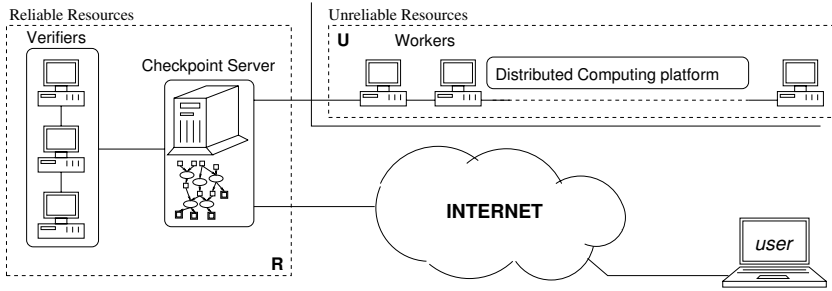 Reliable Resources
Unreliable Resources
Verifiers
U
Workers
Checkpoint Server
Distributed Computing platform
INTERNET
user
R